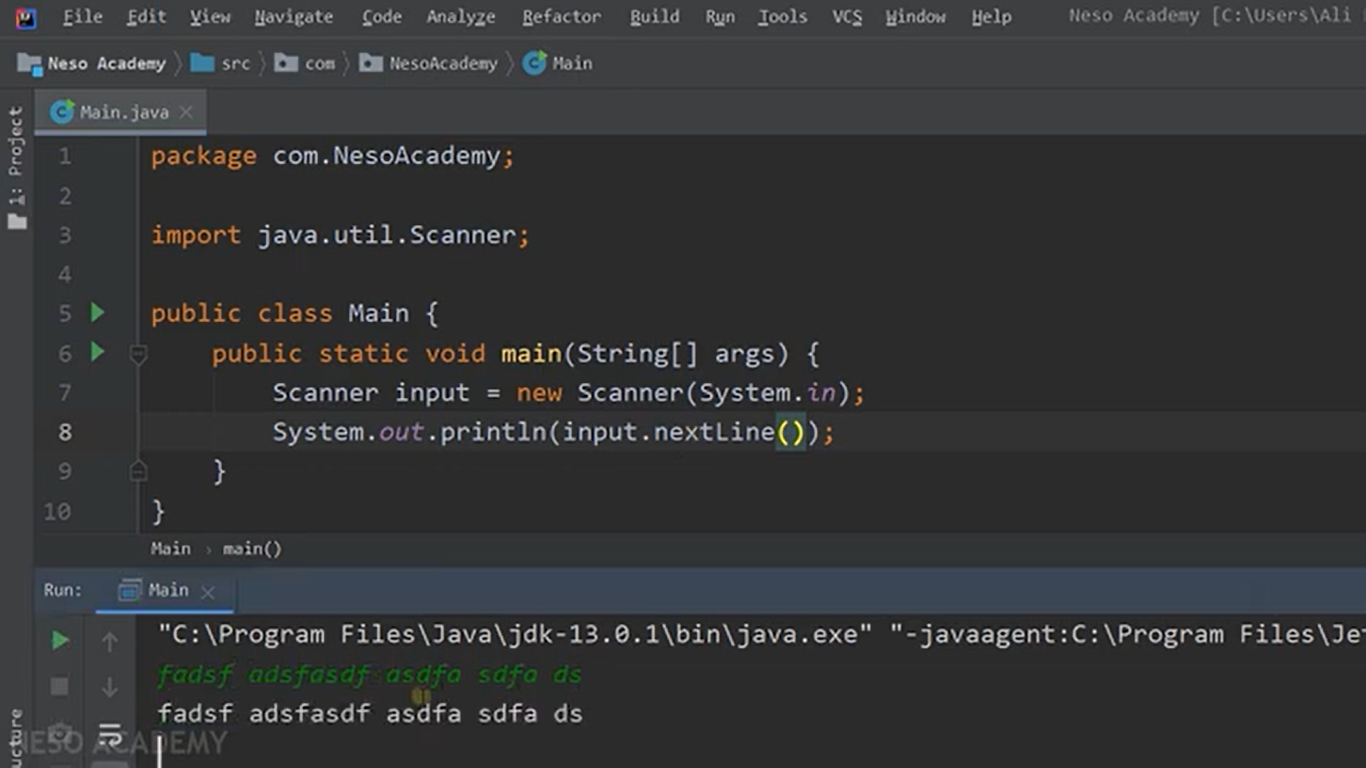 File Edit View Navigate Code Analyze Refactor Build Run Tools VCS Window Help Neso Academy [C:\Users\Ali
Neso Academy src com NesoAcademy Main
Main.java
1: Project
1 package com.NesoAcademy;
2
3 import java.util.Scanner;
4
5 public class Main {
6 public static void main(String[] args) {
7 Scanner input = new Scanner(System.in);
8 System.out.println(input.nextLine());
9 }
10 }
Main › main()
Run: Main
"C:\Program Files\Java\jdk-13.0.1\bin\java.exe" "-javaagent:C:\Program Files\Je
fadsf adsfasdf asdfa sdfa ds
fadsf adsfasdf asdfa sdfa ds
NESO ACADEMY